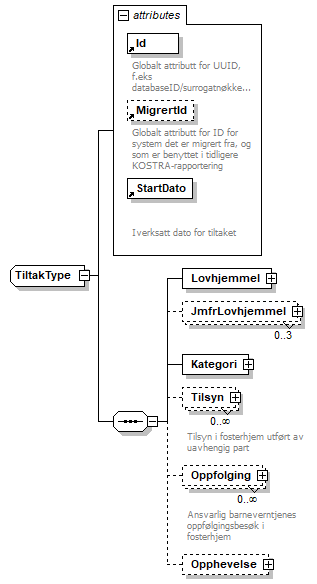 attributes
Id
Globalt attributt for UUID,
f.eks
databaseID/surrogatnøkke...
MigrertId
Globalt attributt for ID for
system det er migrert fra, og
som er benyttet i tidligere
KOSTRA-rapportering
StartDato
Iverksatt dato for tiltaket
TiltakType
Lovhjemmel
JmfrLovhjemmel
0..3
Kategori
Tilsyn
0..∞
Tilsyn i fosterhjem utført av
uavhengig part
Oppfolging
0..∞
Ansvarlig barneverntjenes
oppfølgingsbesøk i
fosterhjem
Opphevelse